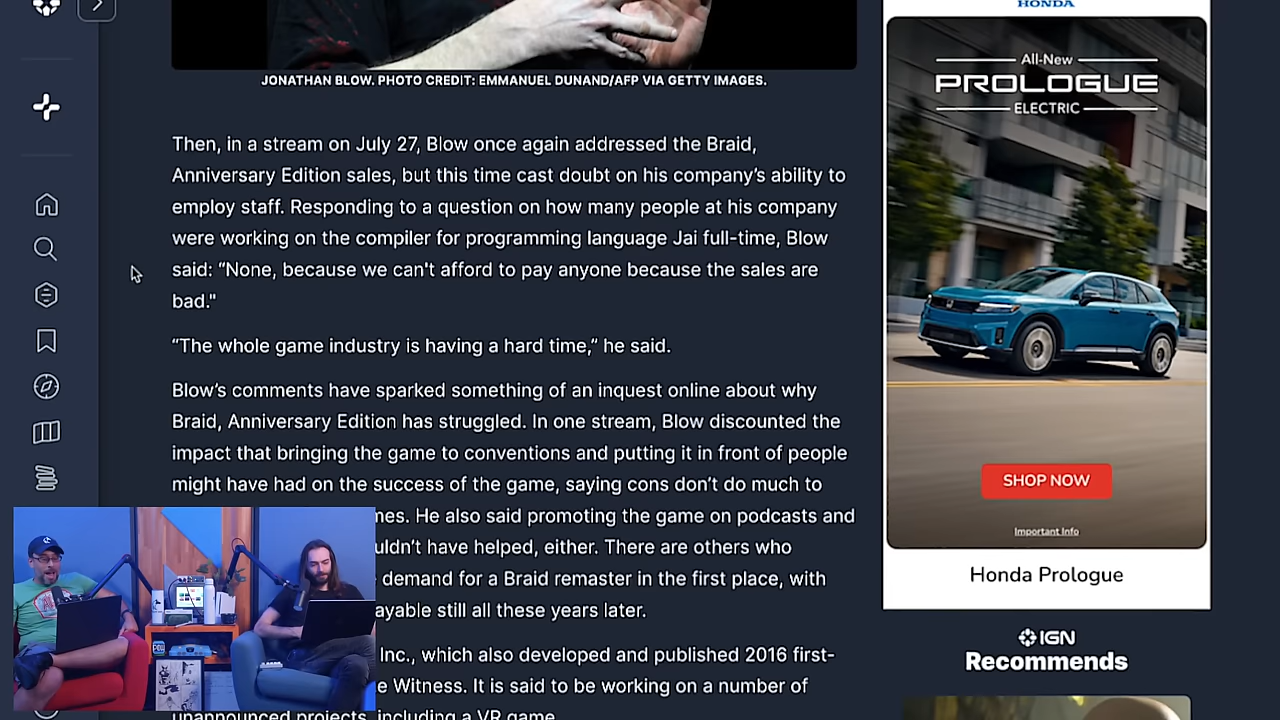 JONATHAN BLOW. PHOTO CREDIT: EMMANUEL DUNAND/AFP VIA GETTY IMAGES.
Then, in a stream on July 27, Blow once again addressed the Braid,
Anniversary Edition sales, but this time cast doubt on his company’s ability to
employ staff. Responding to a question on how many people at his company
were working on the compiler for programming language Jai full-time, Blow
said: “None, because we can't afford to pay anyone because the sales are
bad."
“The whole game industry is having a hard time,” he said.
Blow’s comments have sparked something of an inquest online about why
Braid, Anniversary Edition has struggled. In one stream, Blow discounted the
impact that bringing the game to conventions and putting it in front of people
might have had on the success of the game, saying cons don’t do much to
mes. He also said promoting the game on podcasts and
uldn’t have helped, either. There are others who
demand for a Braid remaster in the first place, with
ayable still all these years later.
Inc., which also developed and published 2016 first-
e Witness. It is said to be working on a number of
unannounced projects, including a VR game.
HONDA
All-New
PROLOGUE
ELECTRIC
SHOP NOW
Important Info
Honda Prologue
IGN
Recommends